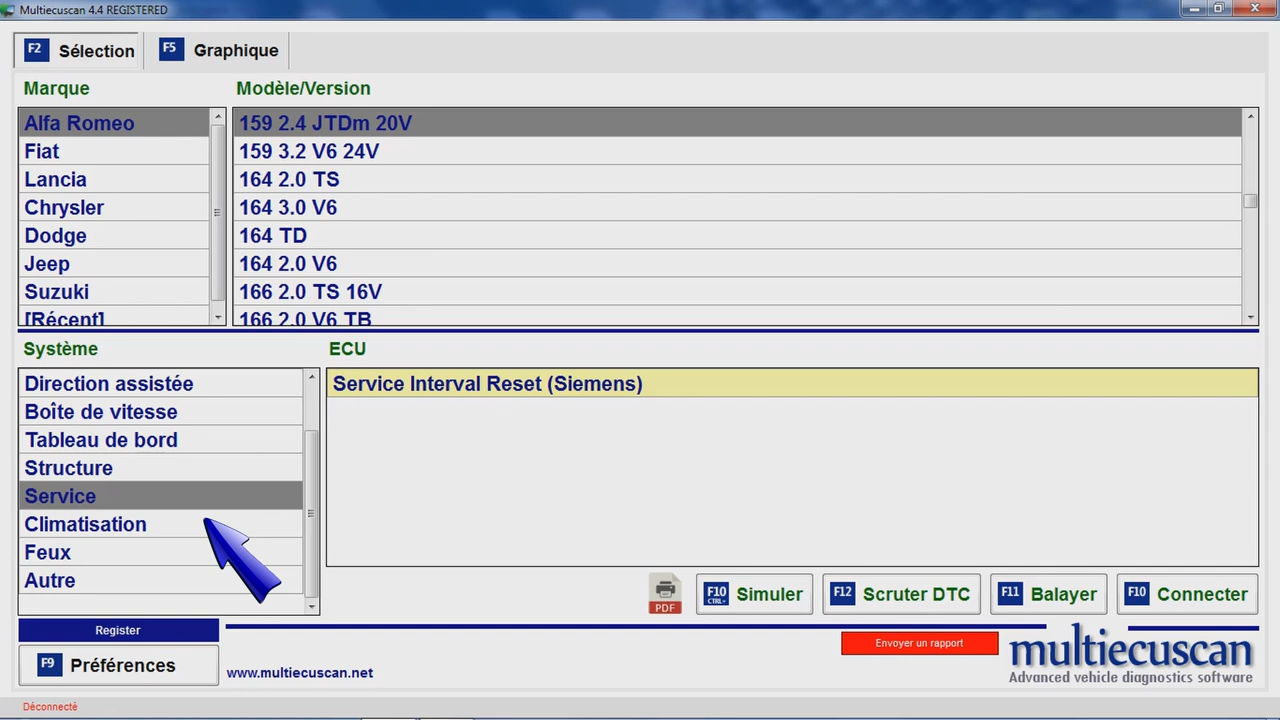 Multiecuscan 4.4 REGISTERED
F2 Sélection
F5 Graphique
Marque
Modèle/Version
Alfa Romeo
Fiat
Lancia
Chrysler
Dodge
Jeep
Suzuki
[Récent]
159 2.4 JTDm 20V
159 3.2 V6 24V
164 2.0 TS
164 3.0 V6
164 TD
164 2.0 V6
166 2.0 TS 16V
166 2.0 V6 TB
Système
ECU
Direction assistée
Boîte de vitesse
Tableau de bord
Structure
Service
Climatisation
Feux
Autre
Service Interval Reset (Siemens)
PDF
F10 CTRL+ Simuler
F12 Scruter DTC
F11 Balayer
F10 Connecter
Register
F9 Préférences
www.multiecuscan.net
Envoyer un rapport
multiecuscan
Advanced vehicle diagnostics software
Déconnecté